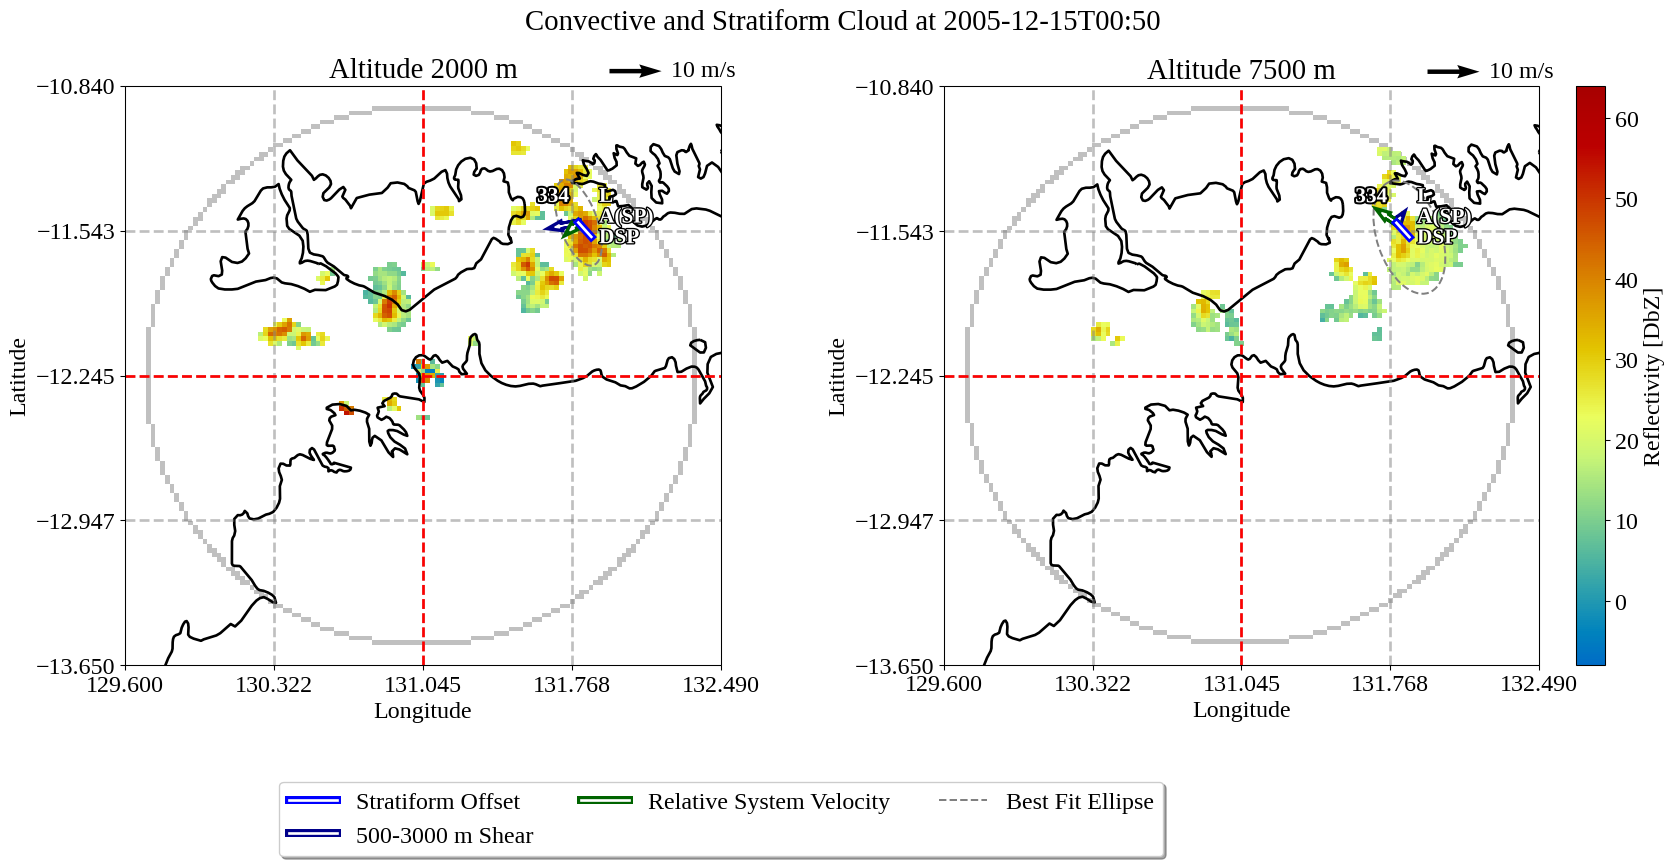 Convective and Stratiform Cloud at 2005-12-15T00:50
Altitude 2000 m
10 m/s
−10.840
−11.543
−12.245
−12.947
−13.650
129.600
130.322
131.045
131.768
132.490
Longitude
Latitude
334
L
A(SP)
DSP
Altitude 7500 m
10 m/s
−10.840
−11.543
−12.245
−12.947
−13.650
129.600
130.322
131.045
131.768
132.490
Longitude
Latitude
334
L
A(SP)
DSP
60
50
40
30
20
10
0
Reflectivity [DbZ]
Stratiform Offset
500-3000 m Shear
Relative System Velocity
Best Fit Ellipse